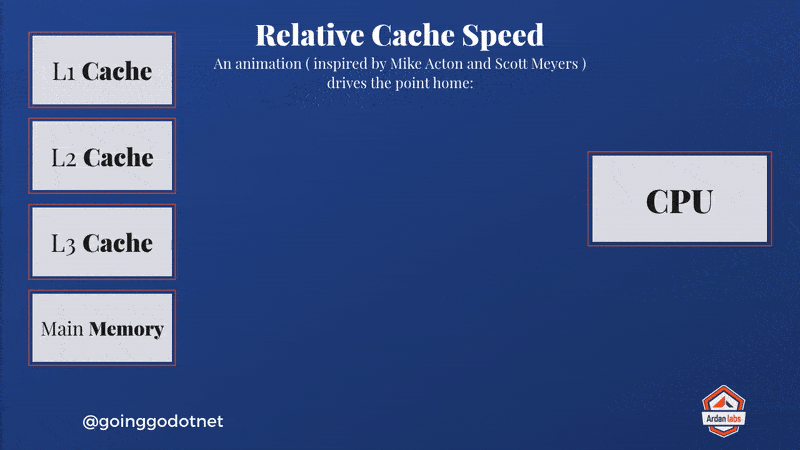 Relative Cache Speed
An animation ( inspired by Mike Acton and Scott Meyers )
drives the point home:
L1 Cache
L2 Cache
L3 Cache
Main Memory
CPU
@goinggodotnet
Ardan labs